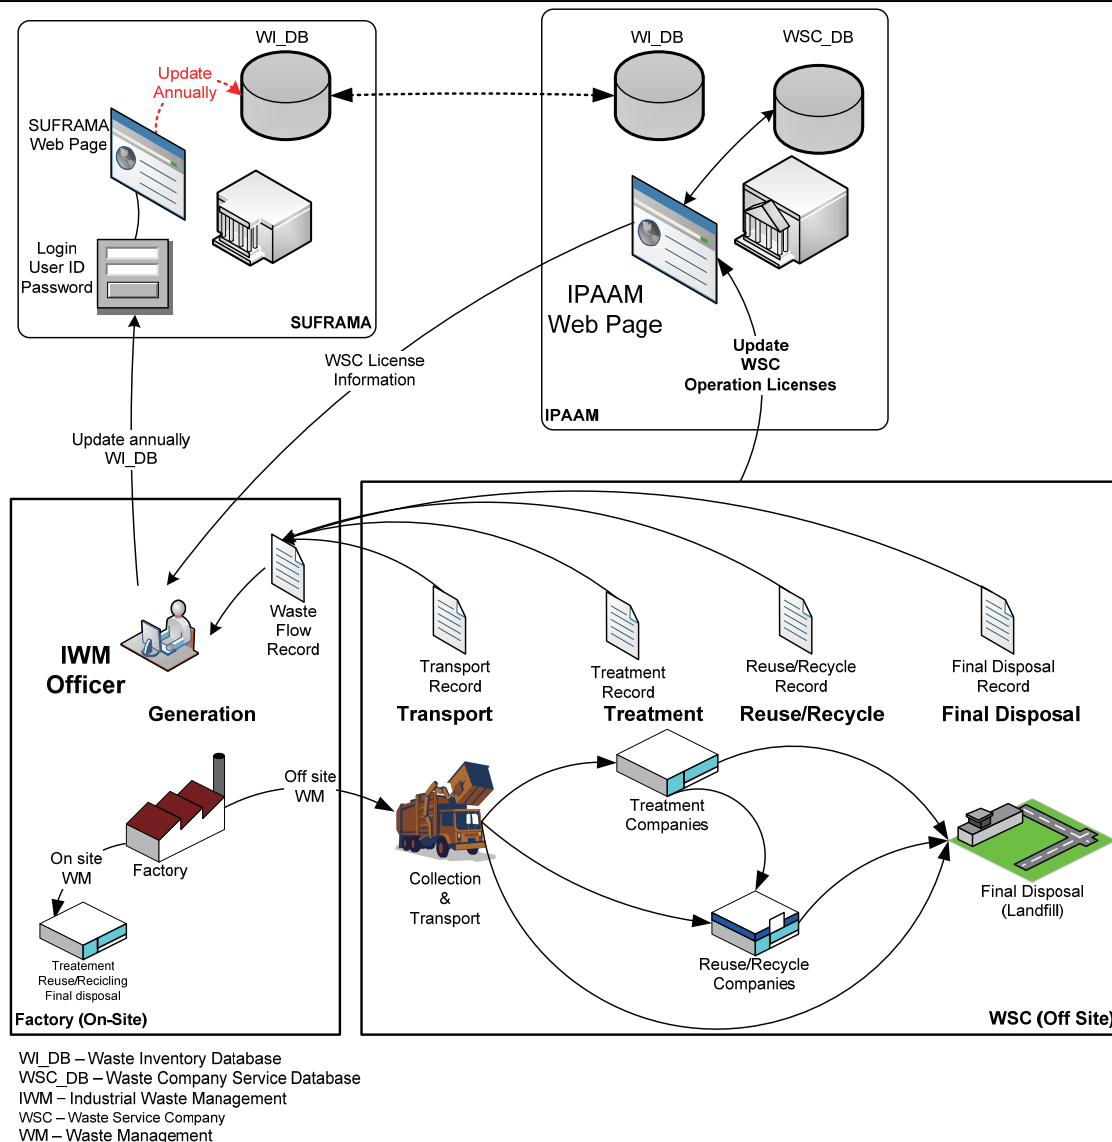 WI_DB
Update
Annually
SUFRAMA
Web Page
Login
User ID
Password
SUFRAMA
WI_DB
WSC_DB
IPAAM
Web Page
Update
WSC
Operation Licenses
IPAAM
WSC License
Information
Update annually
WI_DB
IWM
Officer
Waste
Flow
Record
Generation
Off site
WM
On site
WM
Factory
Treatement
Reuse/Recicling
Final disposal
Factory (On-Site)
Transport
Record
Treatment
Record
Reuse/Recycle
Record
Final Disposal
Record
Transport
Treatment
Reuse/Recycle
Final Disposal
Collection
&
Transport
Treatment
Companies
Reuse/Recycle
Companies
Final Disposal
(Landfill)
WSC (Off Site)
WI_DB – Waste Inventory Database
WSC_DB – Waste Company Service Database
IWM – Industrial Waste Management
WSC – Waste Service Company
WM – Waste Management